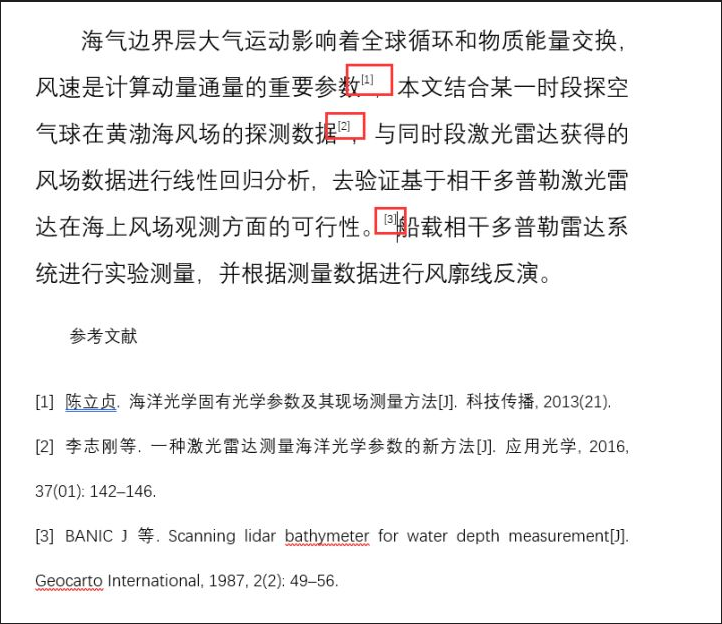 海气边界层大气运动影响着全球循环和物质能量交换，
风速是计算动量通量的重要参数[1]，本文结合某一时段探空
气球在黄渤海风场的探测数据[2]，与同时段激光雷达获得的
风场数据进行线性回归分析，去验证基于相干多普勒激光雷
达在海上风场观测方面的可行性。[3]船载相干多普勒雷达系
统进行实验测量，并根据测量数据进行风廓线反演。
参考文献
[1] 陈立贞. 海洋光学固有光学参数及其现场测量方法[J]. 科技传播, 2013(21).
[2] 李志刚等. 一种激光雷达测量海洋光学参数的新方法[J]. 应用光学, 2016,
37(01): 142–146.
[3] BANIC J 等. Scanning lidar bathymeter for water depth measurement[J].
Geocarto International, 1987, 2(2): 49–56.